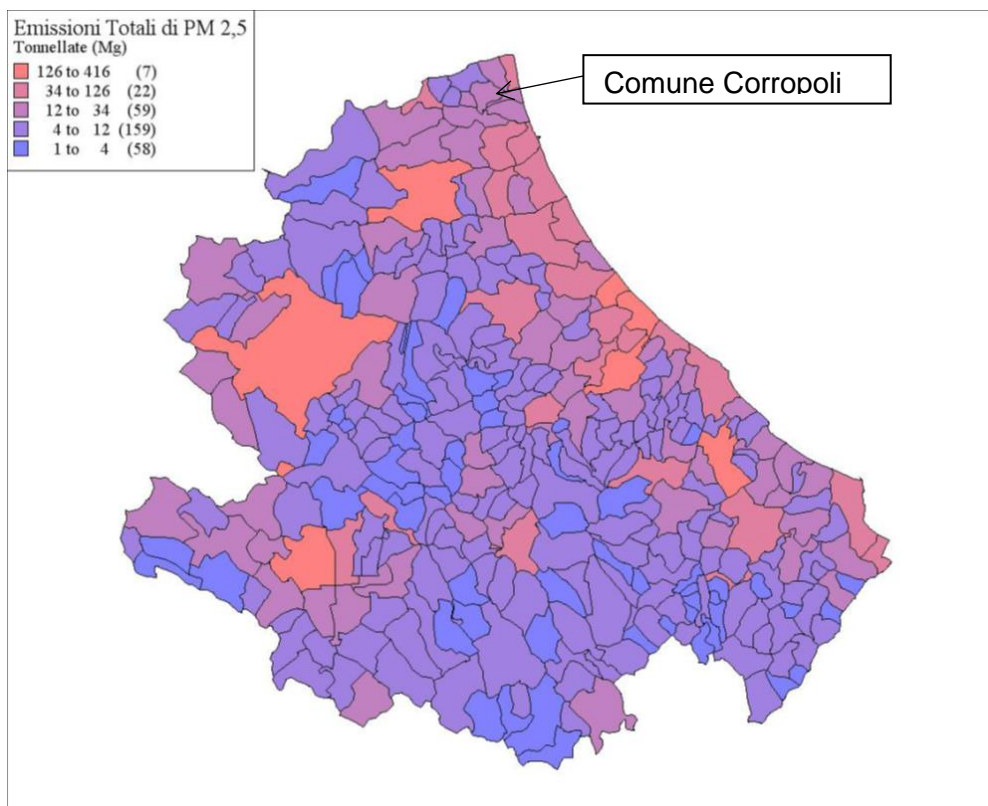 Emissioni Totali di PM 2,5
Tonnellate (Mg)
126 to 416 (7)
34 to 126 (22)
12 to 34 (59)
4 to 12 (159)
1 to 4 (58)
Comune Corropoli